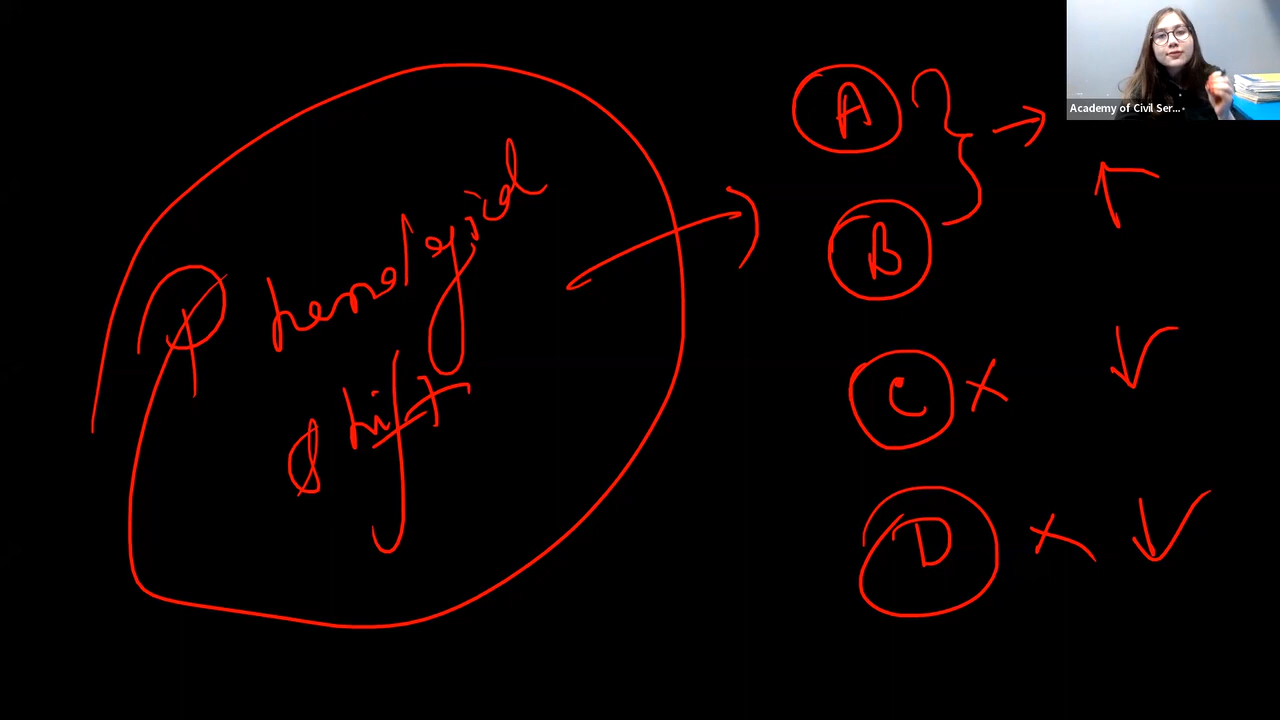 Phenological
shift
A
B
C ×
D ×
Academy of Civil Ser...